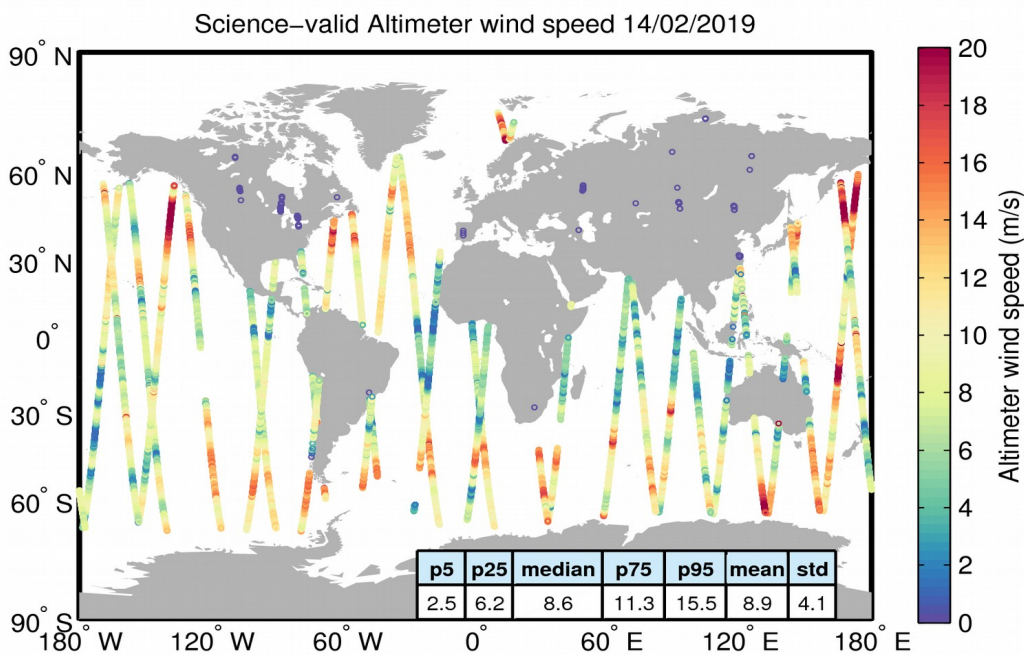 Science−valid Altimeter wind speed 14/02/2019
90° N
60° N
30° N
0°
30° S
60° S
90° S
180° W
120° W
60° W
0°
60° E
120° E
180° E
p5 p25 median p75 p95 mean std
2.5 6.2 8.6 11.3 15.5 8.9 4.1
20
18
16
14
12
10
8
6
4
2
0
Altimeter wind speed (m/s)